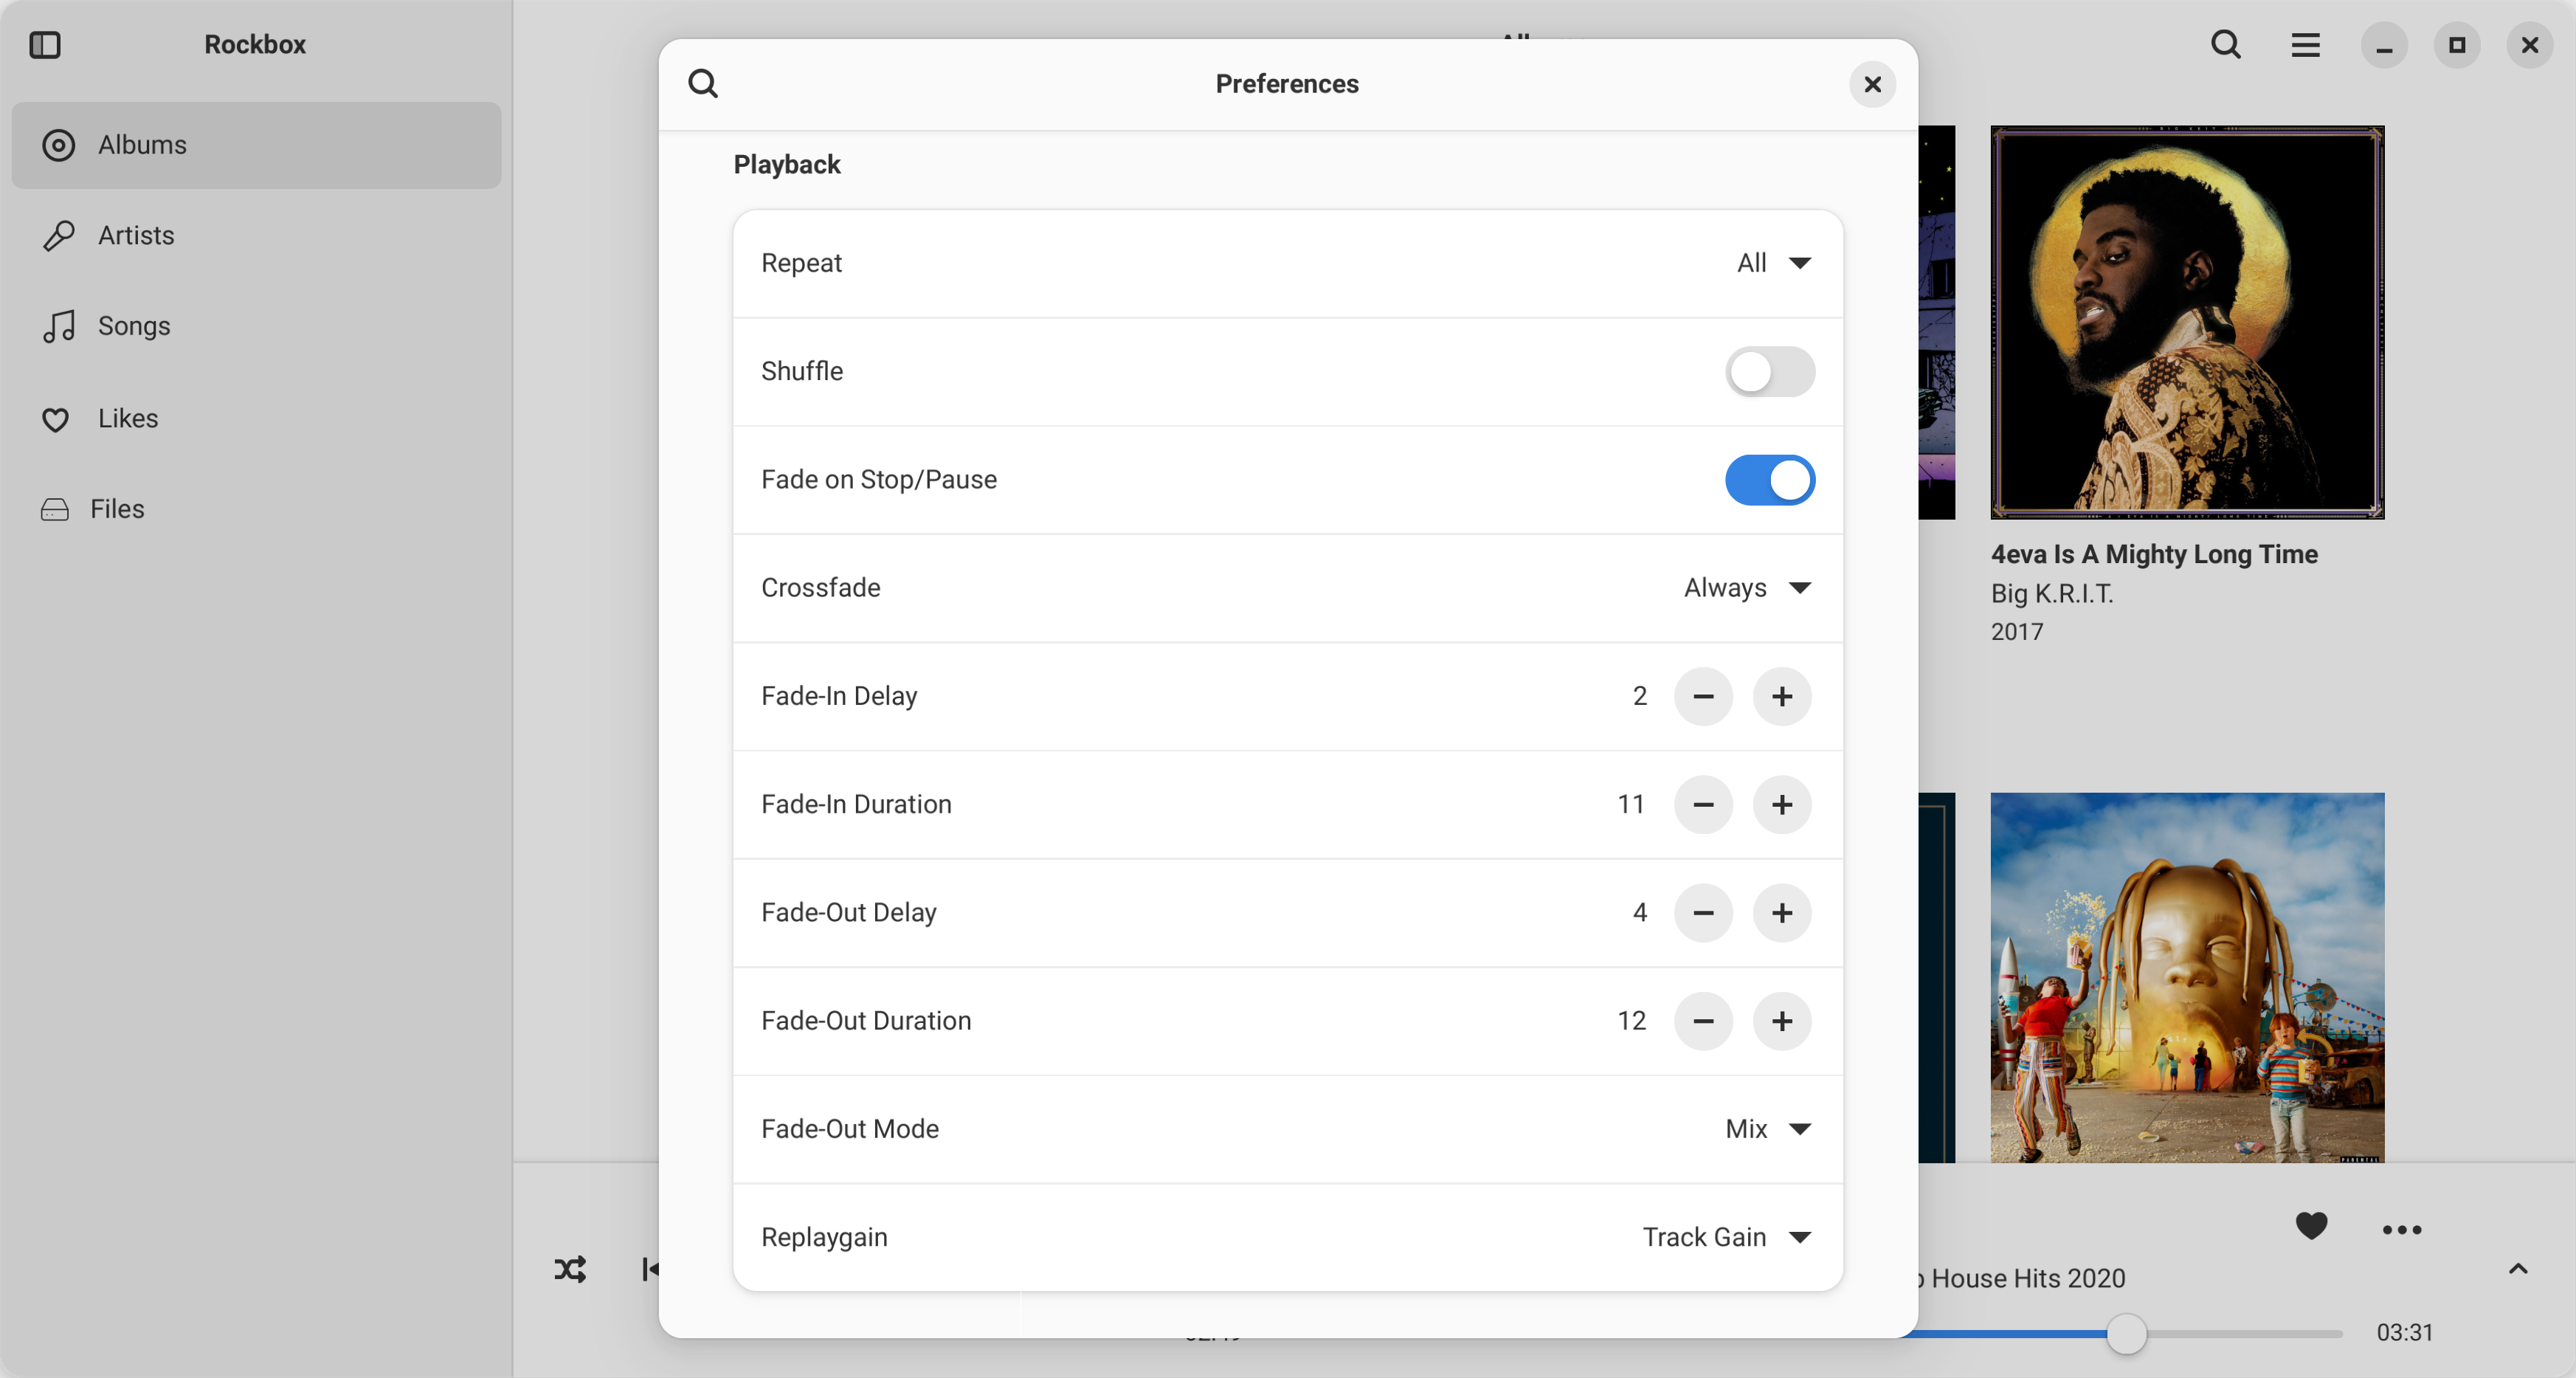 Rockbox
Albums
Artists
Songs
Likes
Files
Preferences
Playback
Repeat All
Shuffle
Fade on Stop/Pause
Crossfade Always
Fade-In Delay 2
Fade-In Duration 11
Fade-Out Delay 4
Fade-Out Duration 12
Fade-Out Mode Mix
Replaygain Track Gain
4eva Is A Mighty Long Time
Big K.R.I.T.
2017
House Hits 2020
03:31